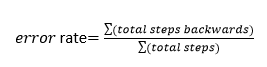 error rate= ∑(total steps backwards) / ∑(total steps)